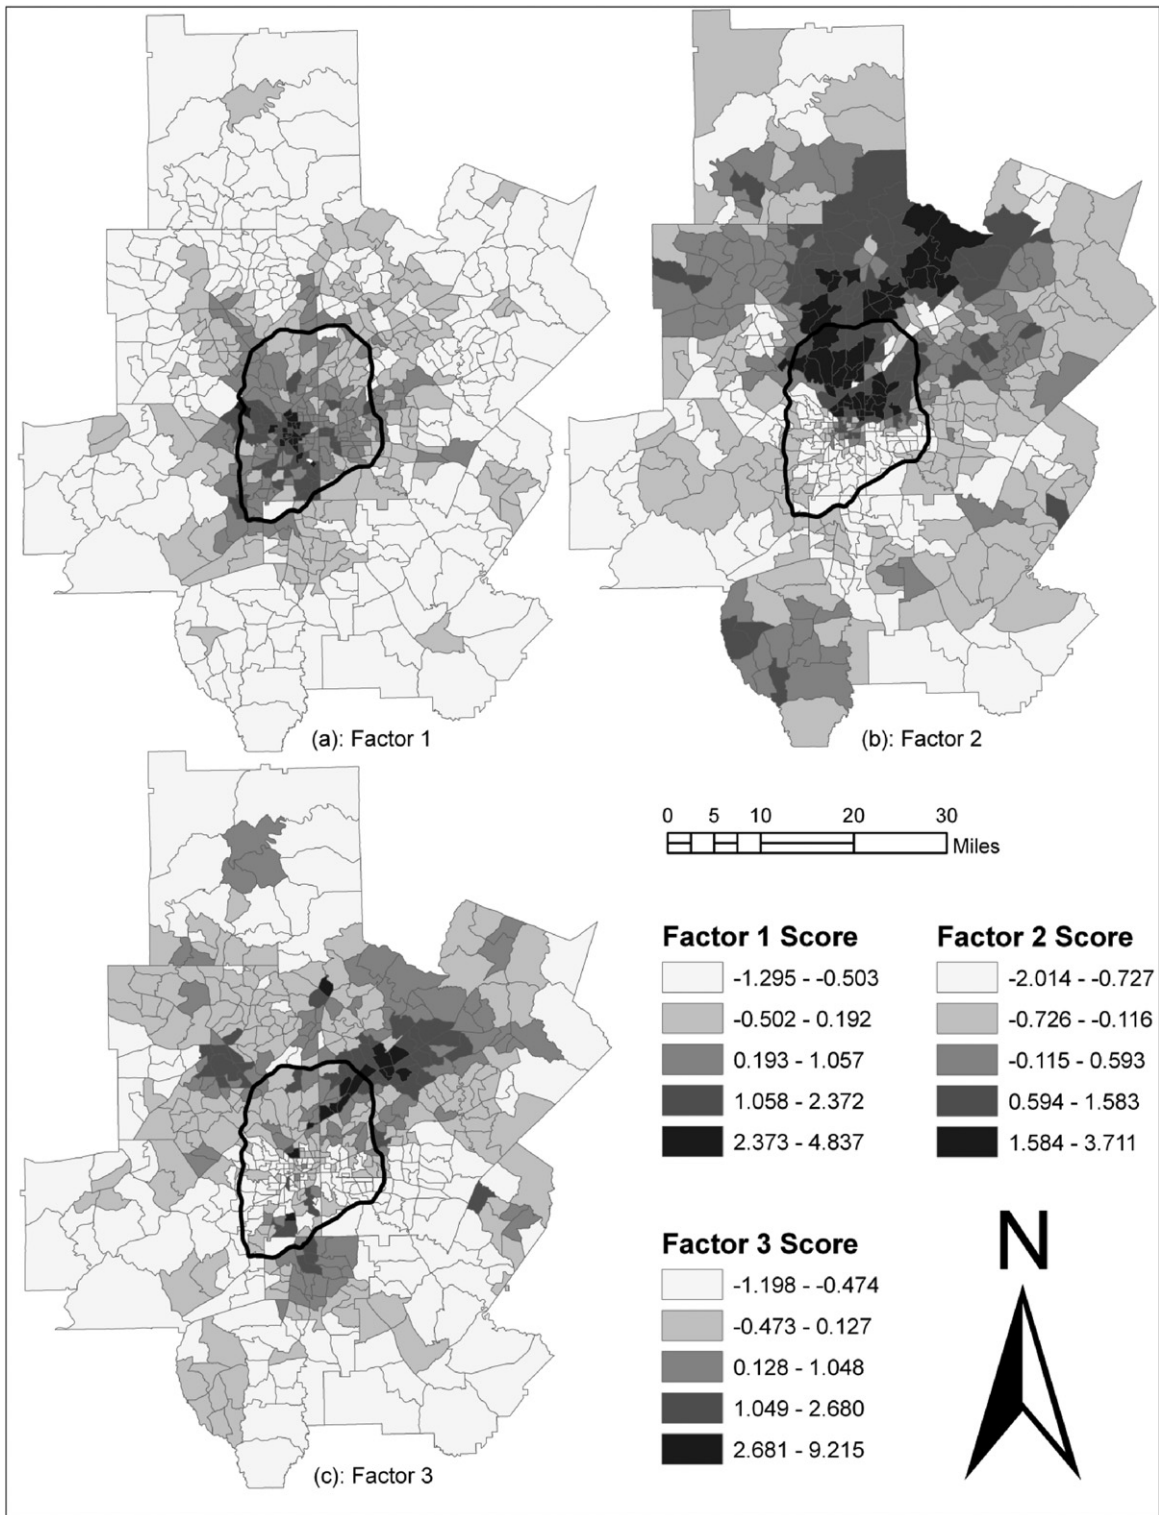 (a): Factor 1
(b): Factor 2
0 5 10 20 30
Miles
Factor 1 Score
-1.295 - -0.503
-0.502 - 0.192
0.193 - 1.057
1.058 - 2.372
2.373 - 4.837
Factor 2 Score
-2.014 - -0.727
-0.726 - -0.116
-0.115 - 0.593
0.594 - 1.583
1.584 - 3.711
Factor 3 Score
-1.198 - -0.474
-0.473 - 0.127
0.128 - 1.048
1.049 - 2.680
2.681 - 9.215
N
(c): Factor 3